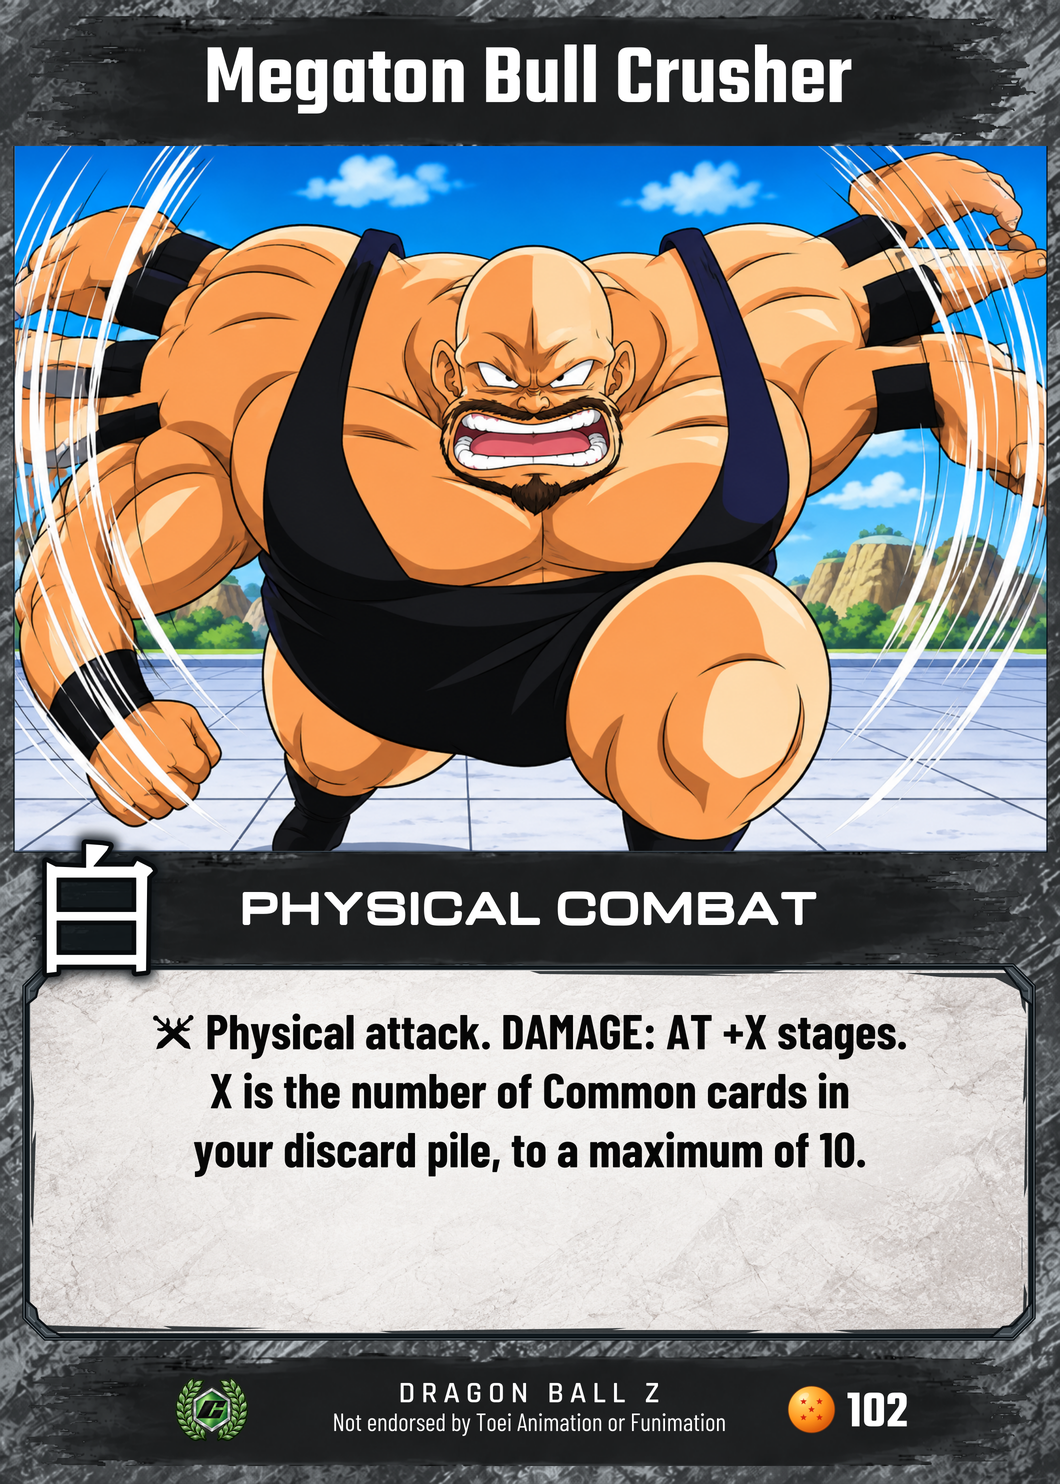 Megaton Bull Crusher
白
PHYSICAL COMBAT
Physical attack. DAMAGE: AT +X stages.
X is the number of Common cards in
your discard pile, to a maximum of 10.
DRAGON BALL Z
Not endorsed by Toei Animation or Funimation
102